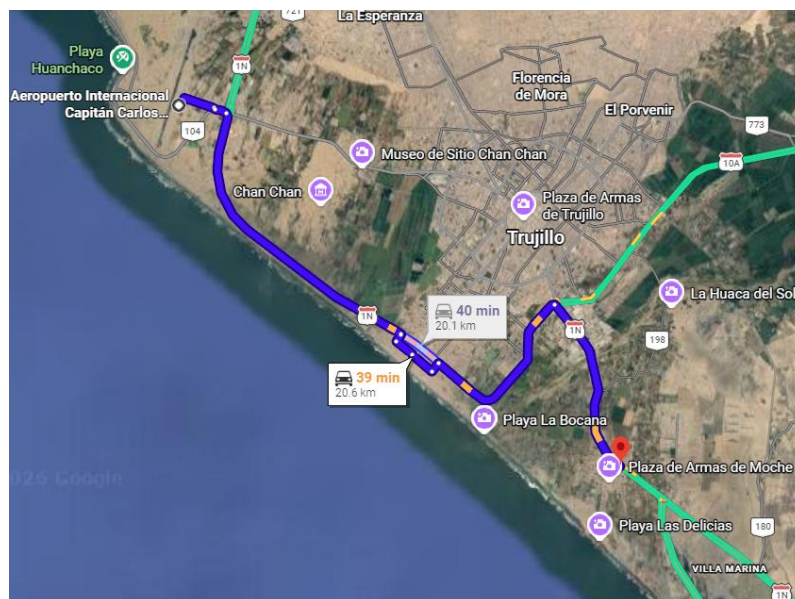 La Esperanza
721
Playa
Huanchaco
1N
Florencia
de Mora
Aeropuerto Internacional
Capitán Carlos...
El Porvenir
104
773
Museo de Sitio Chan Chan
10A
Chan Chan
Plaza de Armas
de Trujillo
Trujillo
La Huaca del Sol
40 min
20.1 km
1N
1N
198
39 min
20.6 km
Playa La Bocana
Plaza de Armas de Moche
026 Google
Playa Las Delicias
180
VILLA MARINA
1N